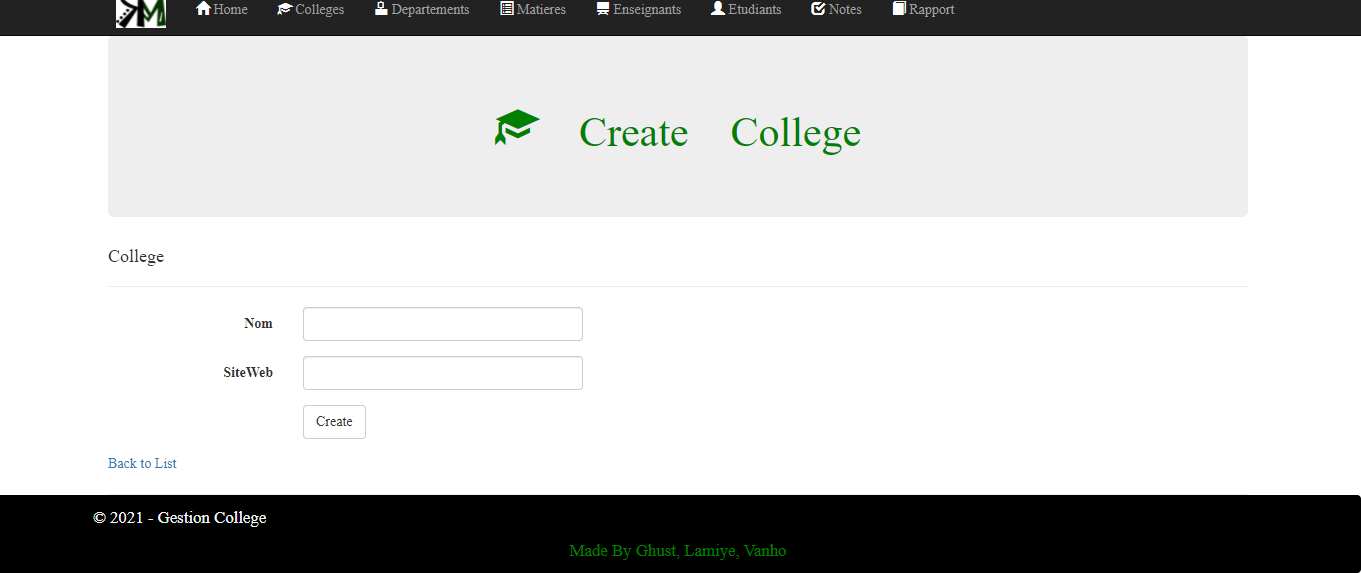 KM Home Colleges Departements Matieres Enseignants Etudiants Notes Rapport
Create College
College
Nom
SiteWeb
Create
Back to List
© 2021 - Gestion College
Made By Ghust, Lamiye, Vanho